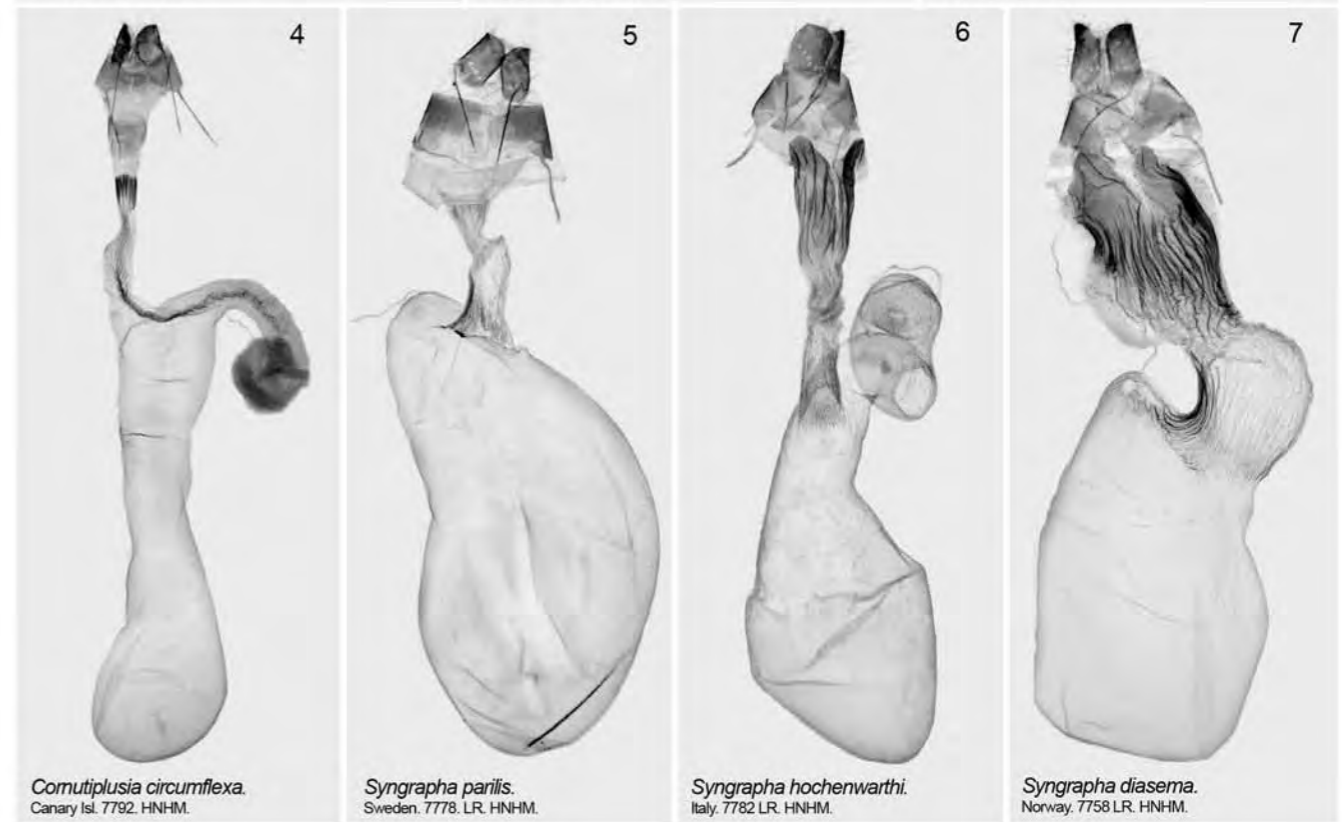 4
5
6
7
Cornutiplusia circumflexa.
Canary Isl. 7792. HNHM.
Syngrapha parilis.
Sweden. 7778. LR. HNHM.
Syngrapha hochenwarthi.
Italy. 7782 LR. HNHM.
Syngrapha diasema.
Norway. 7758 LR. HNHM.